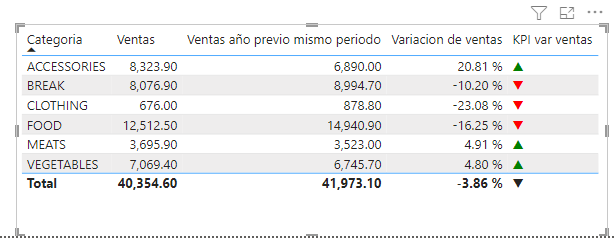 Categoria Ventas Ventas año previo mismo periodo Variacion de ventas KPI var ventas
ACCESSORIES 8,323.90 6,890.00 20.81 % ▲
BREAK 8,076.90 8,994.70 -10.20 % ▼
CLOTHING 676.00 878.80 -23.08 % ▼
FOOD 12,512.50 14,940.90 -16.25 % ▼
MEATS 3,695.90 3,523.00 4.91 % ▲
VEGETABLES 7,069.40 6,745.70 4.80 % ▲
Total 40,354.60 41,973.10 -3.86 % ▼